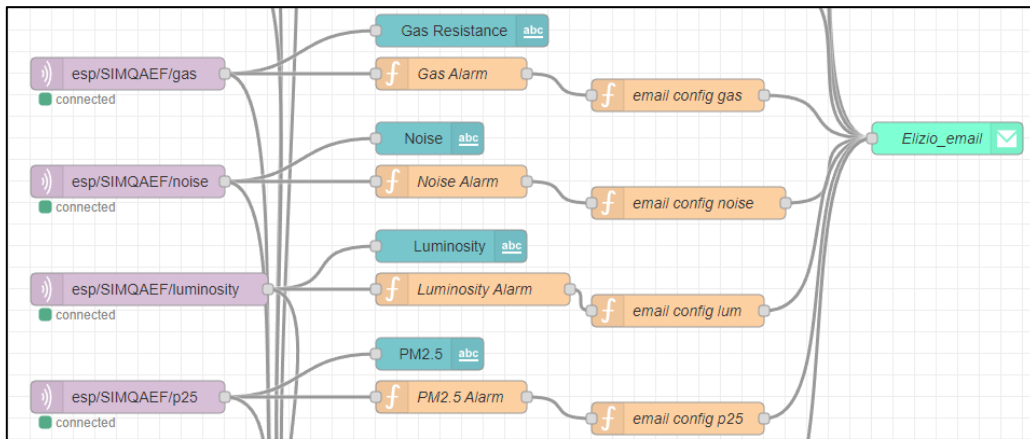 Gas Resistance abc
esp/SIMQAEF/gas
Gas Alarm
connected
email config gas
Noise abc
Elizio_email
esp/SIMQAEF/noise
Noise Alarm
connected
email config noise
Luminosity abc
esp/SIMQAEF/luminosity
Luminosity Alarm
connected
email config lum
PM2.5 abc
esp/SIMQAEF/p25
PM2.5 Alarm
connected
email config p25